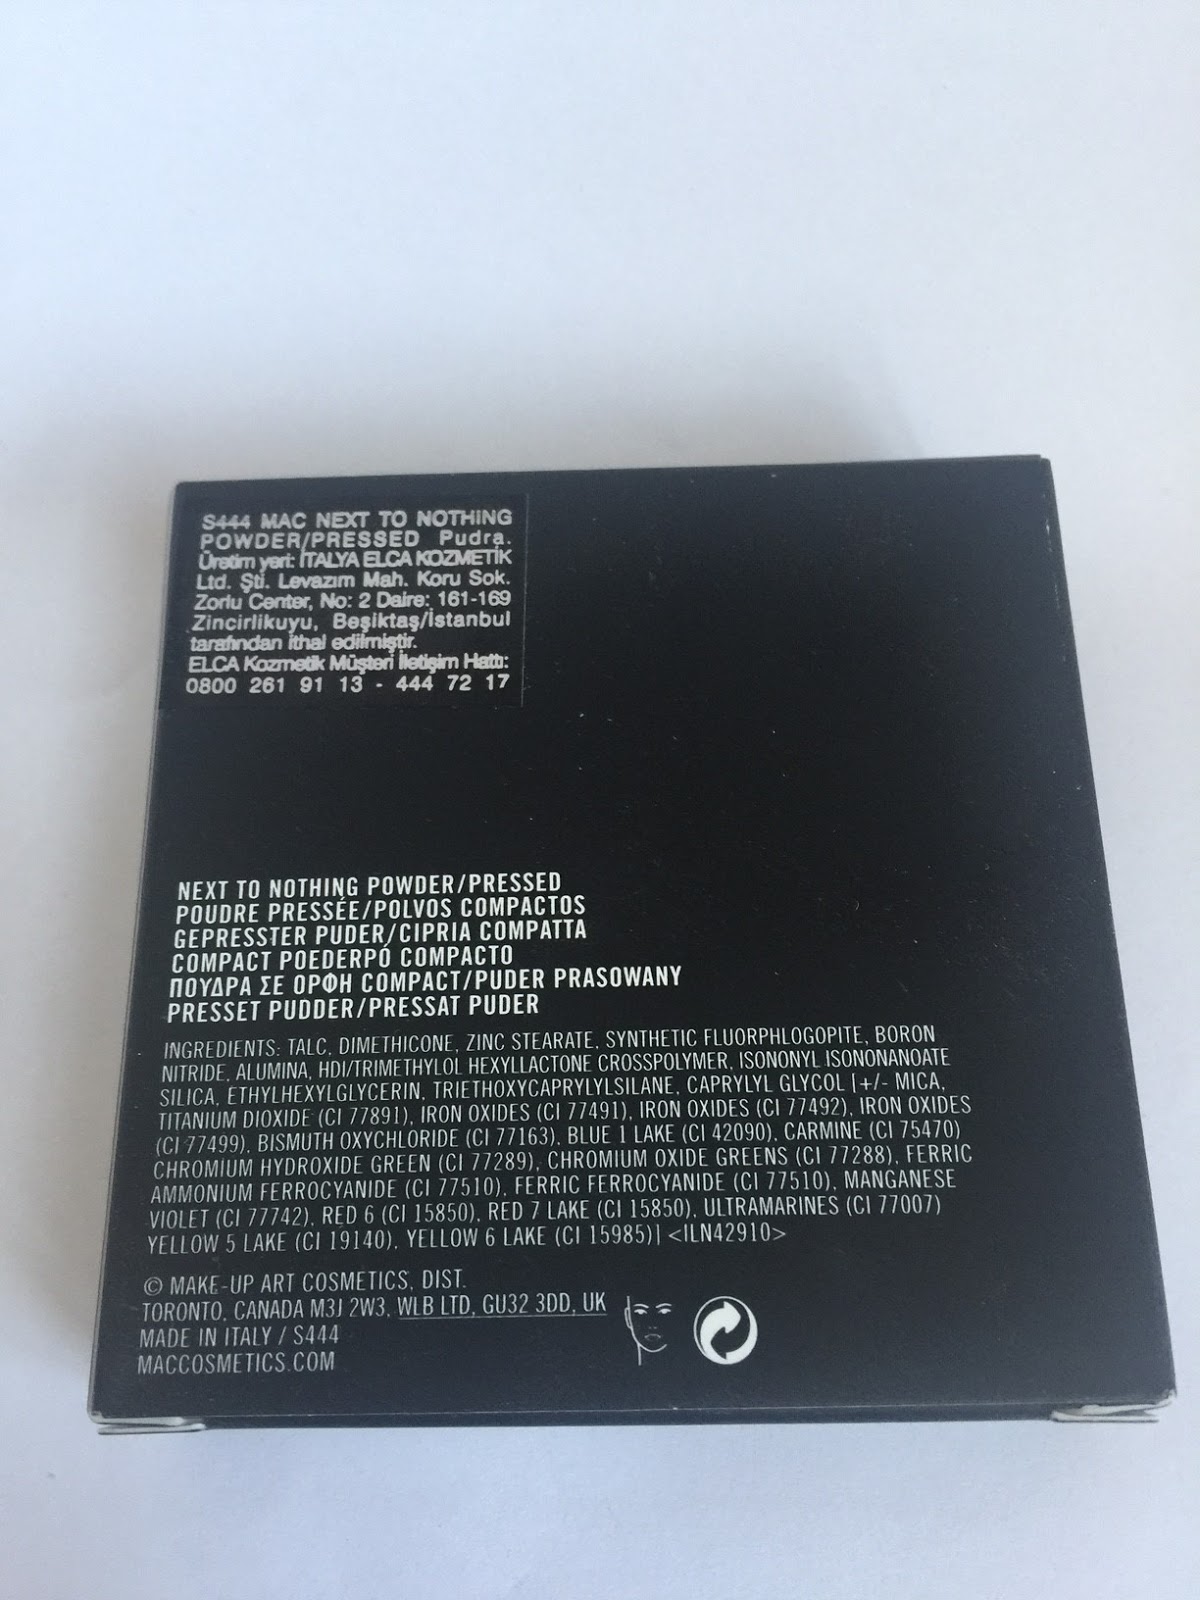 S444 MAC NEXT TO NOTHING
POWDER/PRESSED Pudra.
Üretim yeri: İTALYA ELCA KOZMETİK
Ltd. Şti. Levazım Mah. Koru Sok.
Zorlu Center, No: 2 Daire: 161-169
Zincirlikuyu, Beşiktaş/İstanbul
tarafından ithal edilmiştir.
ELCA Kozmetik Müşteri İletişim Hattı:
0800 261 91 13 - 444 72 17
NEXT TO NOTHING POWDER/PRESSED
POUDRE PRESSÉE/POLVOS COMPACTOS
GEPRESSTER PUDER/CIPRIA COMPATTA
COMPACT POEDERPÓ COMPACTO
ΠΟΥΔΡΑ ΣΕ ΟΡΦΗ COMPACT/PUDER PRASOWANY
PRESSET PUDDER/PRESSAT PUDER
INGREDIENTS: TALC, DIMETHICONE, ZINC STEARATE, SYNTHETIC FLUORPHLOGOPITE, BORON
NITRIDE, ALUMINA, HDI/TRIMETHYLOL HEXYLLACTONE CROSSPOLYMER, ISONONYL ISONONANOATE
SILICA, ETHYLHEXYLGLYCERIN, TRIETHOXYCAPRYLYLSILANE, CAPRYLYL GLYCOL [+/- MICA,
TITANIUM DIOXIDE (CI 77891), IRON OXIDES (CI 77491), IRON OXIDES (CI 77492), IRON OXIDES
(CI 77499), BISMUTH OXYCHLORIDE (CI 77163), BLUE 1 LAKE (CI 42090), CARMINE (CI 75470)
CHROMIUM HYDROXIDE GREEN (CI 77289), CHROMIUM OXIDE GREENS (CI 77288), FERRIC
AMMONIUM FERROCYANIDE (CI 77510), FERRIC FERROCYANIDE (CI 77510), MANGANESE
VIOLET (CI 77742), RED 6 (CI 15850), RED 7 LAKE (CI 15850), ULTRAMARINES (CI 77007)
YELLOW 5 LAKE (CI 19140), YELLOW 6 LAKE (CI 15985)] <ILN42910>
© MAKE-UP ART COSMETICS, DIST.
TORONTO, CANADA M3J 2W3, WLB LTD, GU32 3DD, UK
MADE IN ITALY / S444
MACCOSMETICS.COM